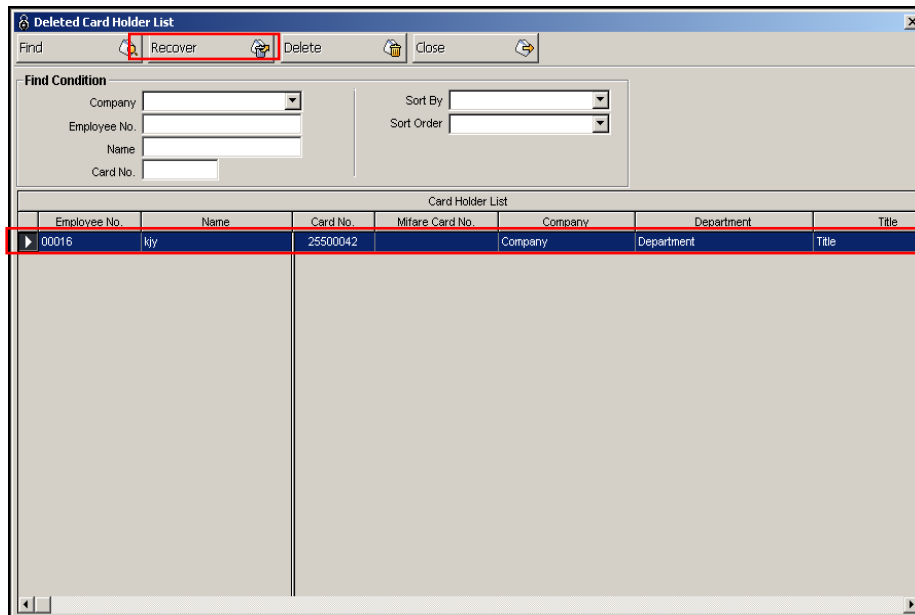 Deleted Card Holder List
Find Recover Delete Close
Find Condition
Company Sort By
Employee No. Sort Order
Name
Card No.
Card Holder List
Employee No. Name Card No. Mifare Card No. Company Department Title
00016 kjy 25500042 Company Department Title